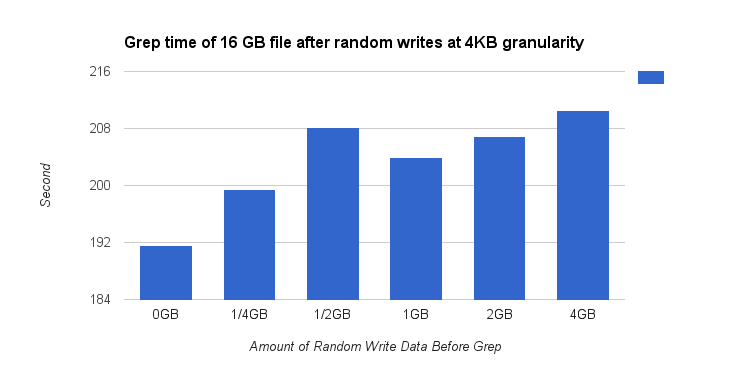 Grep time of 16 GB file after random writes at 4KB granularity
216
208
200
192
184
Second
0GB
1/4GB
1/2GB
1GB
2GB
4GB
Amount of Random Write Data Before Grep